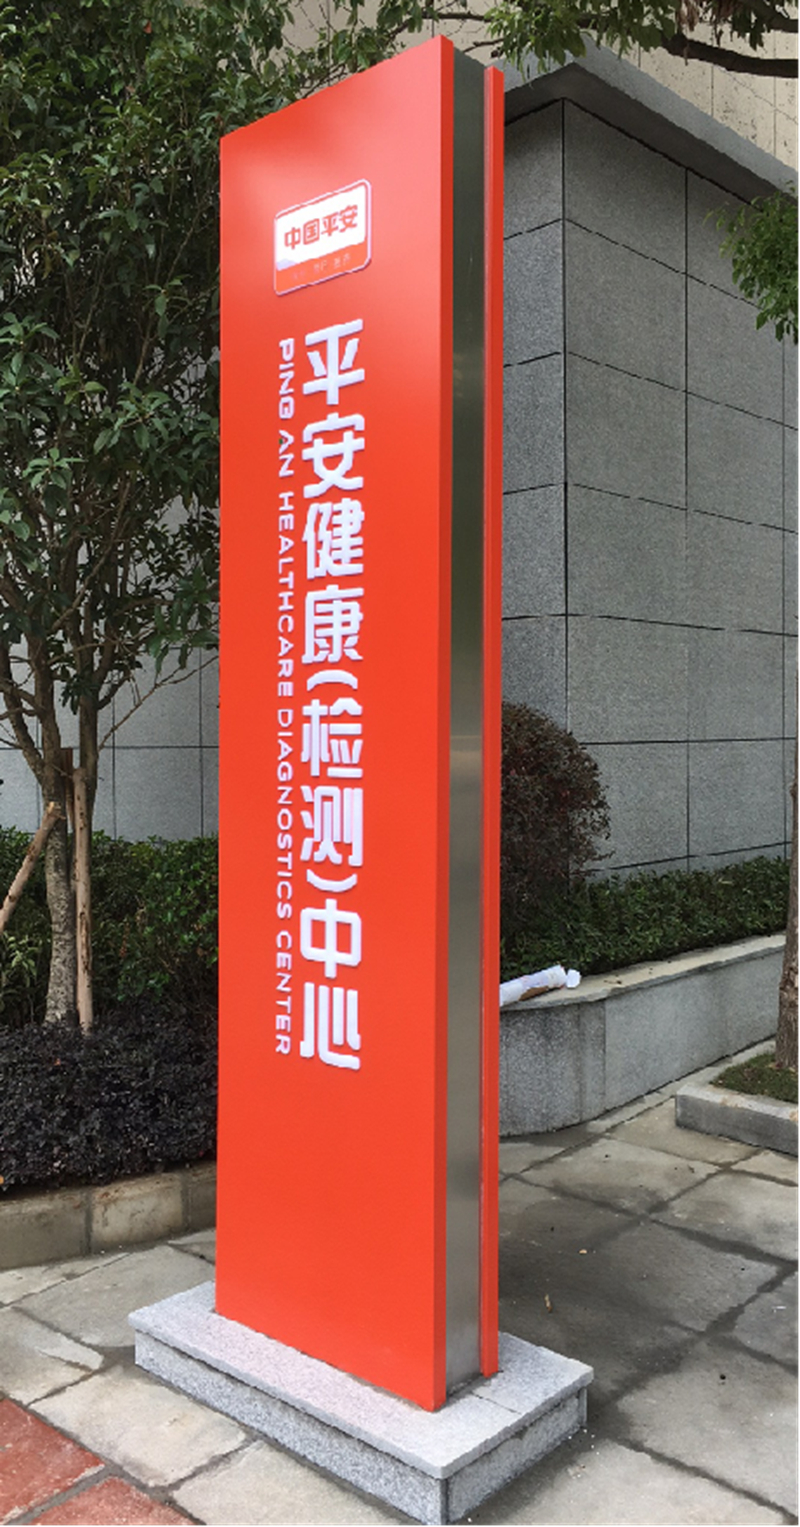 中国平安
平安健康(检测)中心
PING AN HEALTHCARE DIAGNOSTICS CENTER